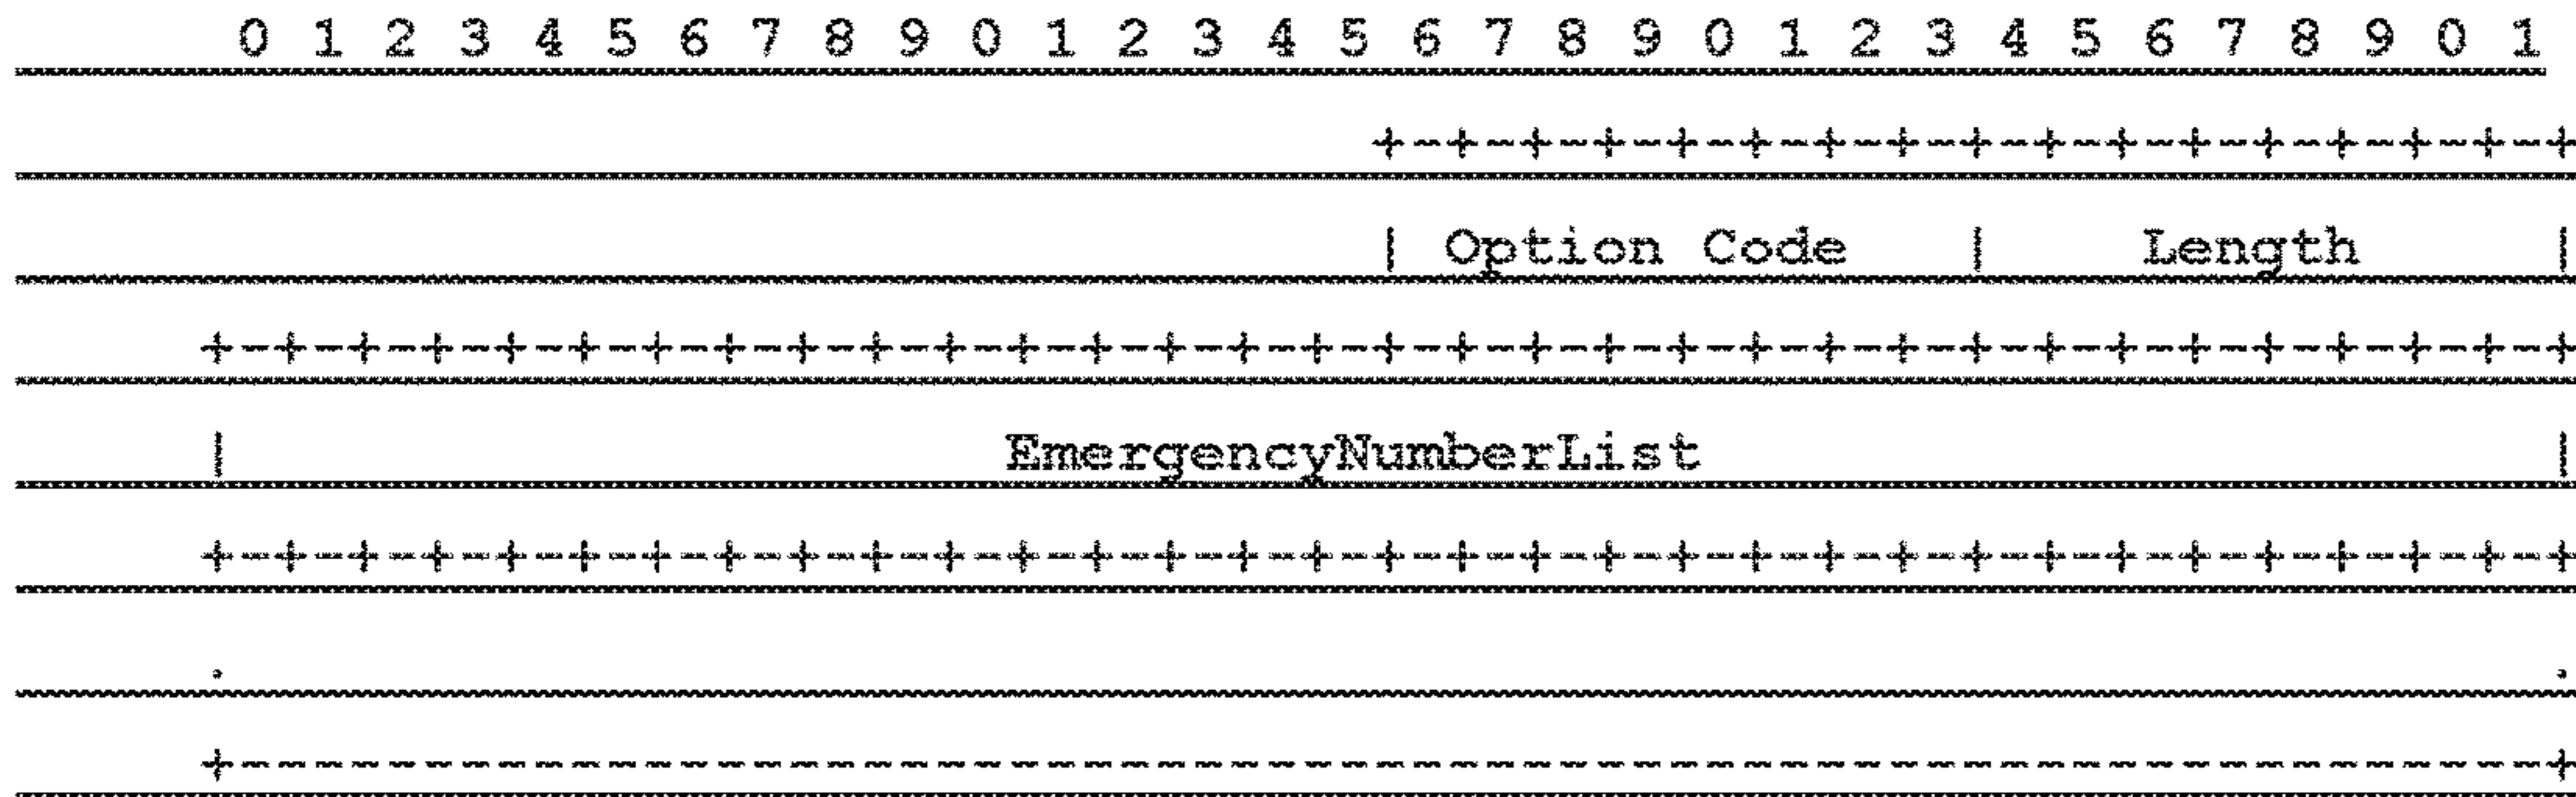 0 1 2 3 4 5 6 7 8 9 0 1 2 3 4 5 6 7 8 9 0 1 2 3 4 5 6 7 8 9 0 1
+-+-+-+-+-+-+-+-+-+-+-+-+-+-+-+-+
| Option Code | Length |
+-+-+-+-+-+-+-+-+-+-+-+-+-+-+-+-+-+-+-+-+-+-+-+-+-+-+-+-+-+-+-+-+
| EmergencyNumberList |
+-+-+-+-+-+-+-+-+-+-+-+-+-+-+-+-+-+-+-+-+-+-+-+-+-+-+-+-+-+-+-+-+
. .
+---------------------------------------------------------------+